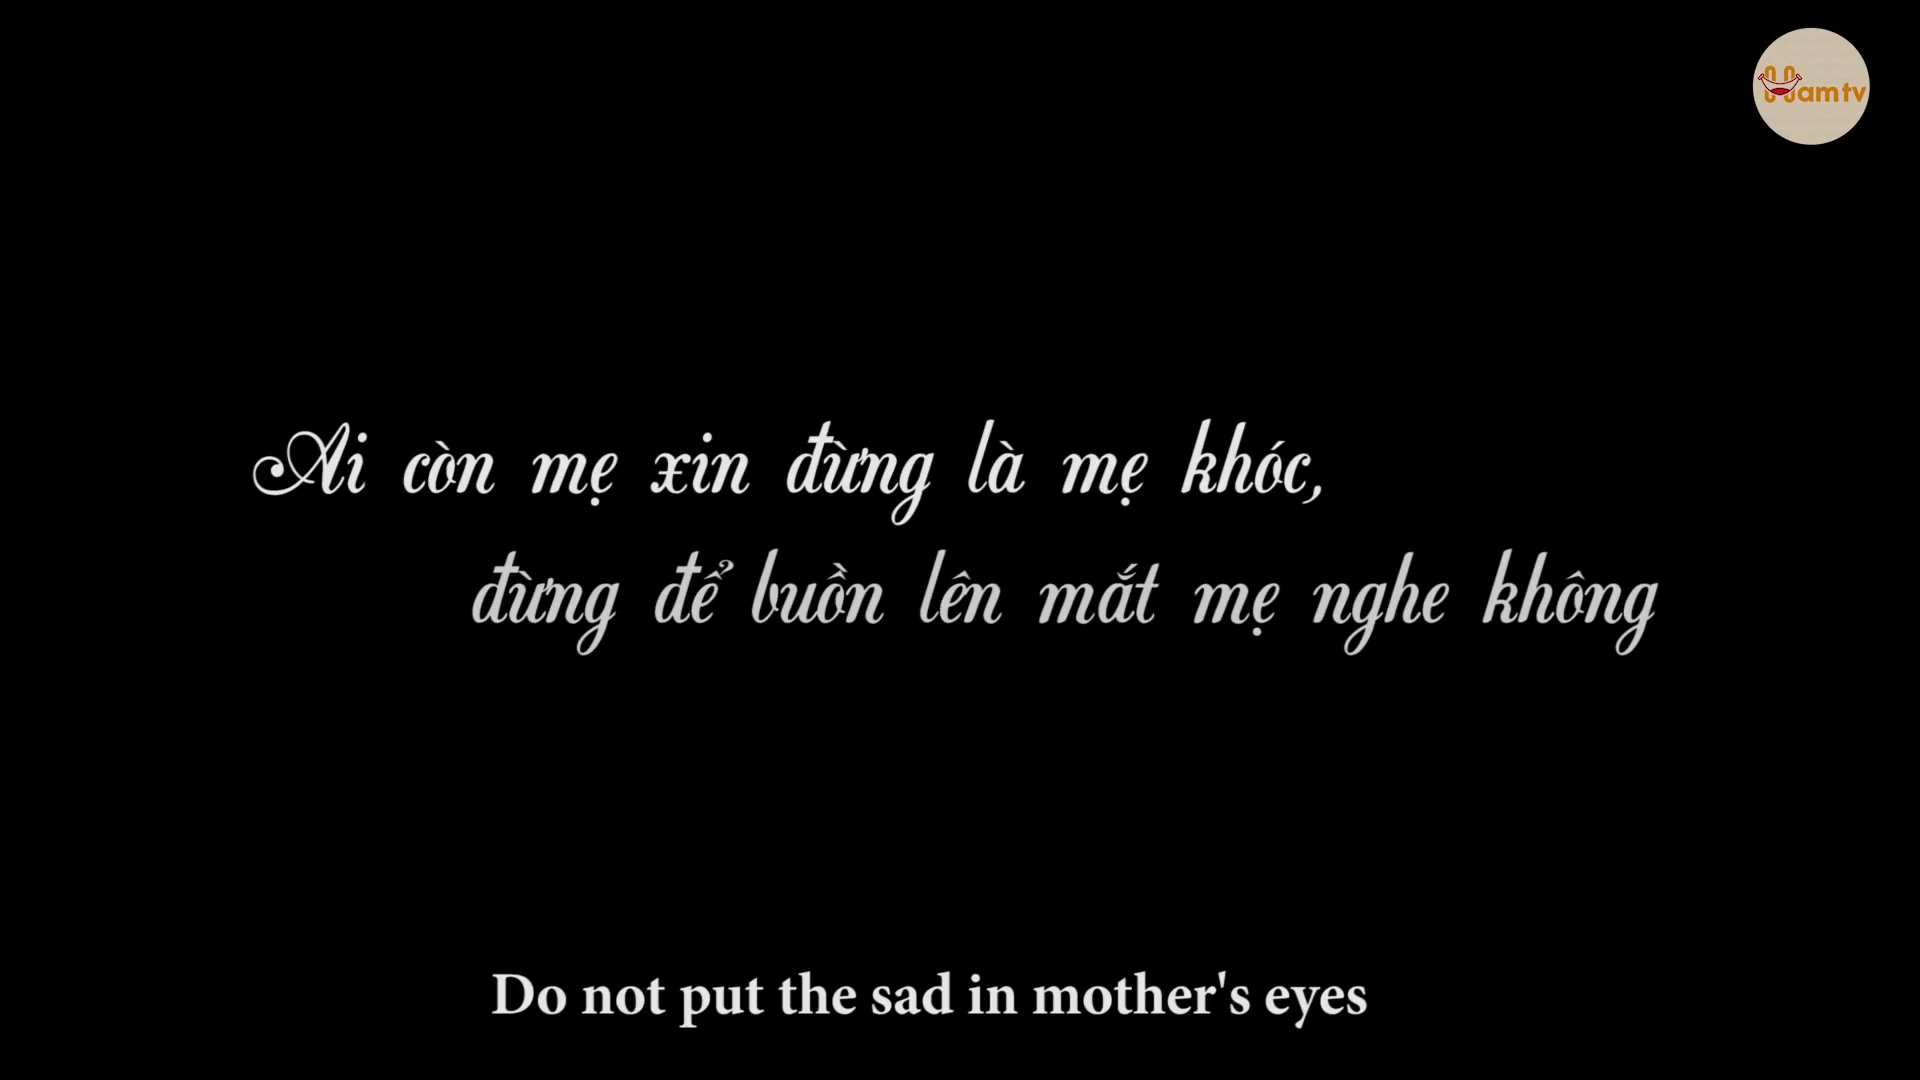 Hamtv
Ai còn mẹ xin đừng là mẹ khóc,
đừng để buồn lên mắt mẹ nghe không
Do not put the sad in mother's eyes